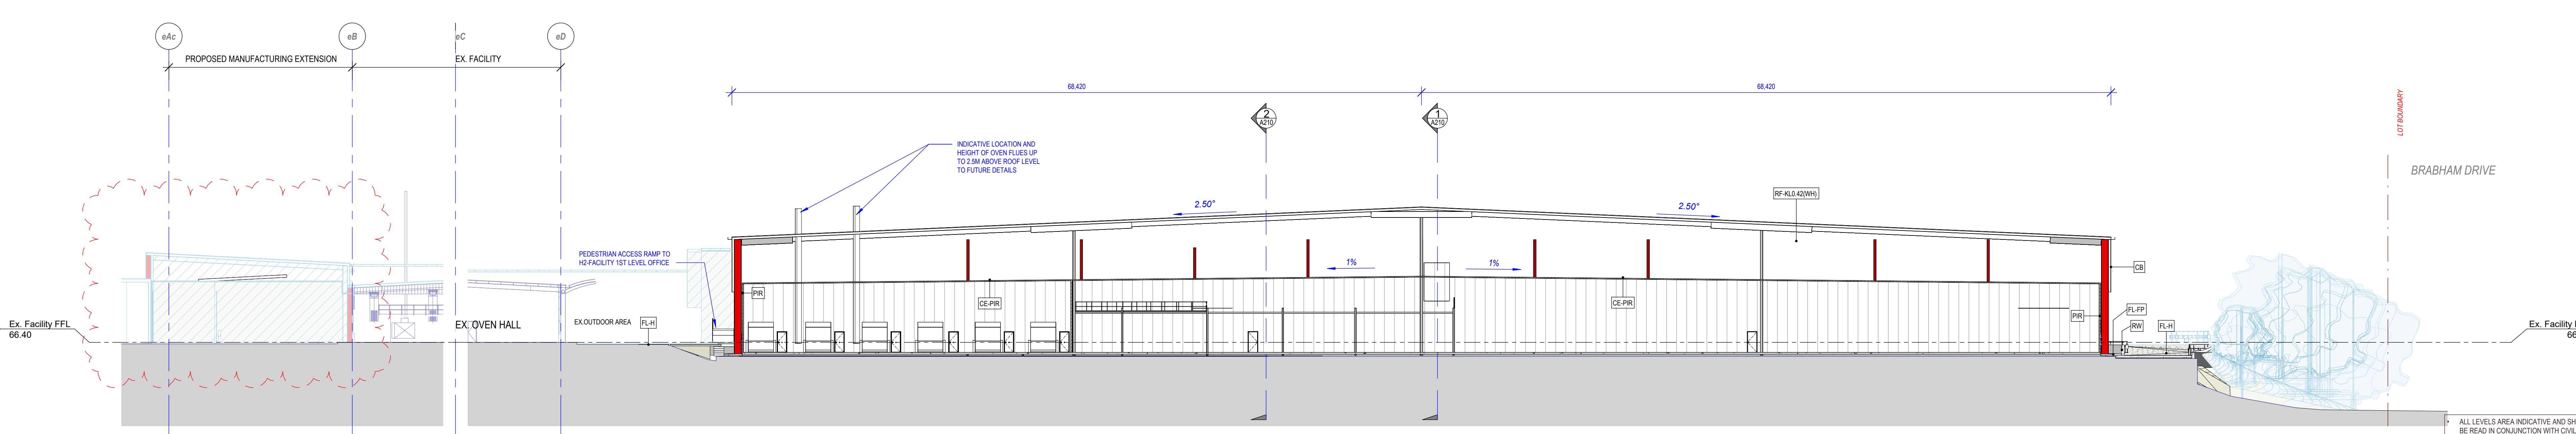 eAc
eB
eC
eD
PROPOSED MANUFACTURING EXTENSION
EX. FACILITY
68,420
68,420
2
A210
1
A210
LOT BOUNDARY
BRABHAM DRIVE
INDICATIVE LOCATION AND
HEIGHT OF OVEN FLUES UP
TO 2.5M ABOVE ROOF LEVEL
TO FUTURE DETAILS
2.50°
2.50°
RF-KL0.42(WH)
PEDESTRIAN ACCESS RAMP TO
H2-FACILITY 1ST LEVEL OFFICE
1%
1%
CB
PIR
CE-PIR
CE-PIR
PIR
FL-FP
RW
FL-H
Ex. Facility FFL
66.40
EX. OVEN HALL
EX.OUTDOOR AREA
FL-H
Ex. Facility
66
ALL LEVELS AREA INDICATIVE AND SH
BE READ IN CONJUNCTION WITH CIVIL